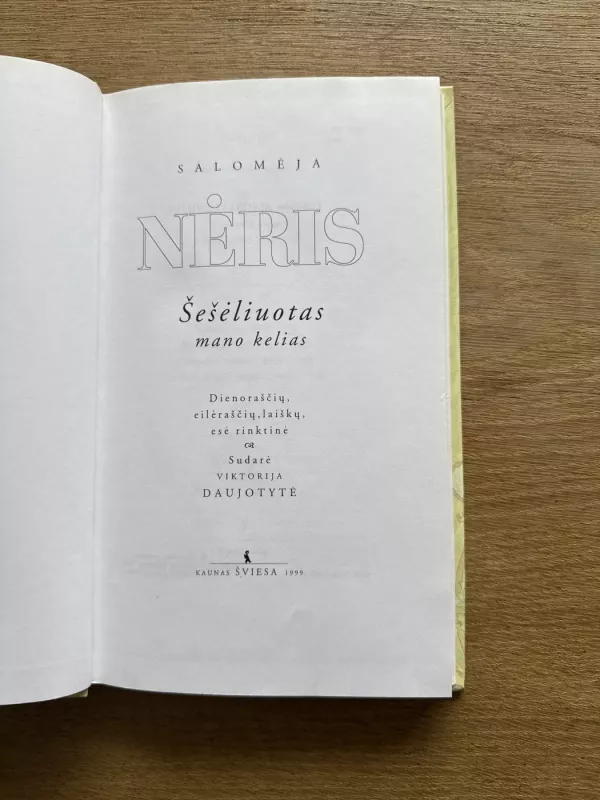 SALOMĖJA
NĖRIS
Šešėliuotas
mano kelias
Dienoraščių,
eilėraščių, laiškų,
esė rinktinė
Sudarė
VIKTORIJA
DAUJOTYTĖ
KAUNAS ŠVIESA 1999